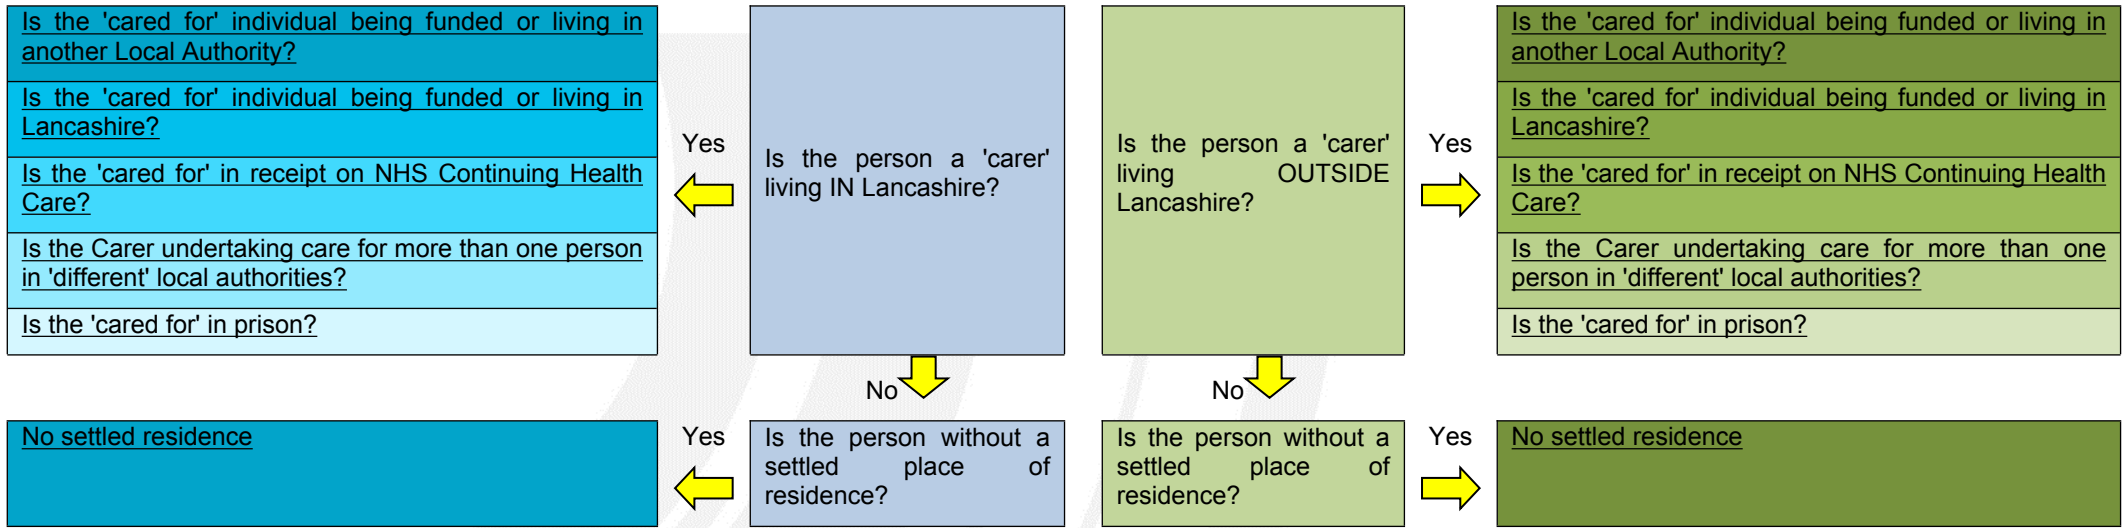 Is the 'cared for' individual being funded or living in
another Local Authority?
Is the 'cared for' individual being funded or living in
Lancashire?
Is the 'cared for' in receipt on NHS Continuing Health
Care?
Is the Carer undertaking care for more than one person
in 'different' local authorities?
Is the 'cared for' in prison?
Yes
Is the person a 'carer'
living IN Lancashire?
Is the person a 'carer'
living OUTSIDE
Lancashire?
Yes
Is the 'cared for' individual being funded or living in
another Local Authority?
Is the 'cared for' individual being funded or living in
Lancashire?
Is the 'cared for' in receipt on NHS Continuing Health
Care?
Is the Carer undertaking care for more than one
person in 'different' local authorities?
Is the 'cared for' in prison?
No
No
No settled residence
Yes
Is the person without a
settled place of
residence?
Is the person without a
settled place of
residence?
Yes
No settled residence